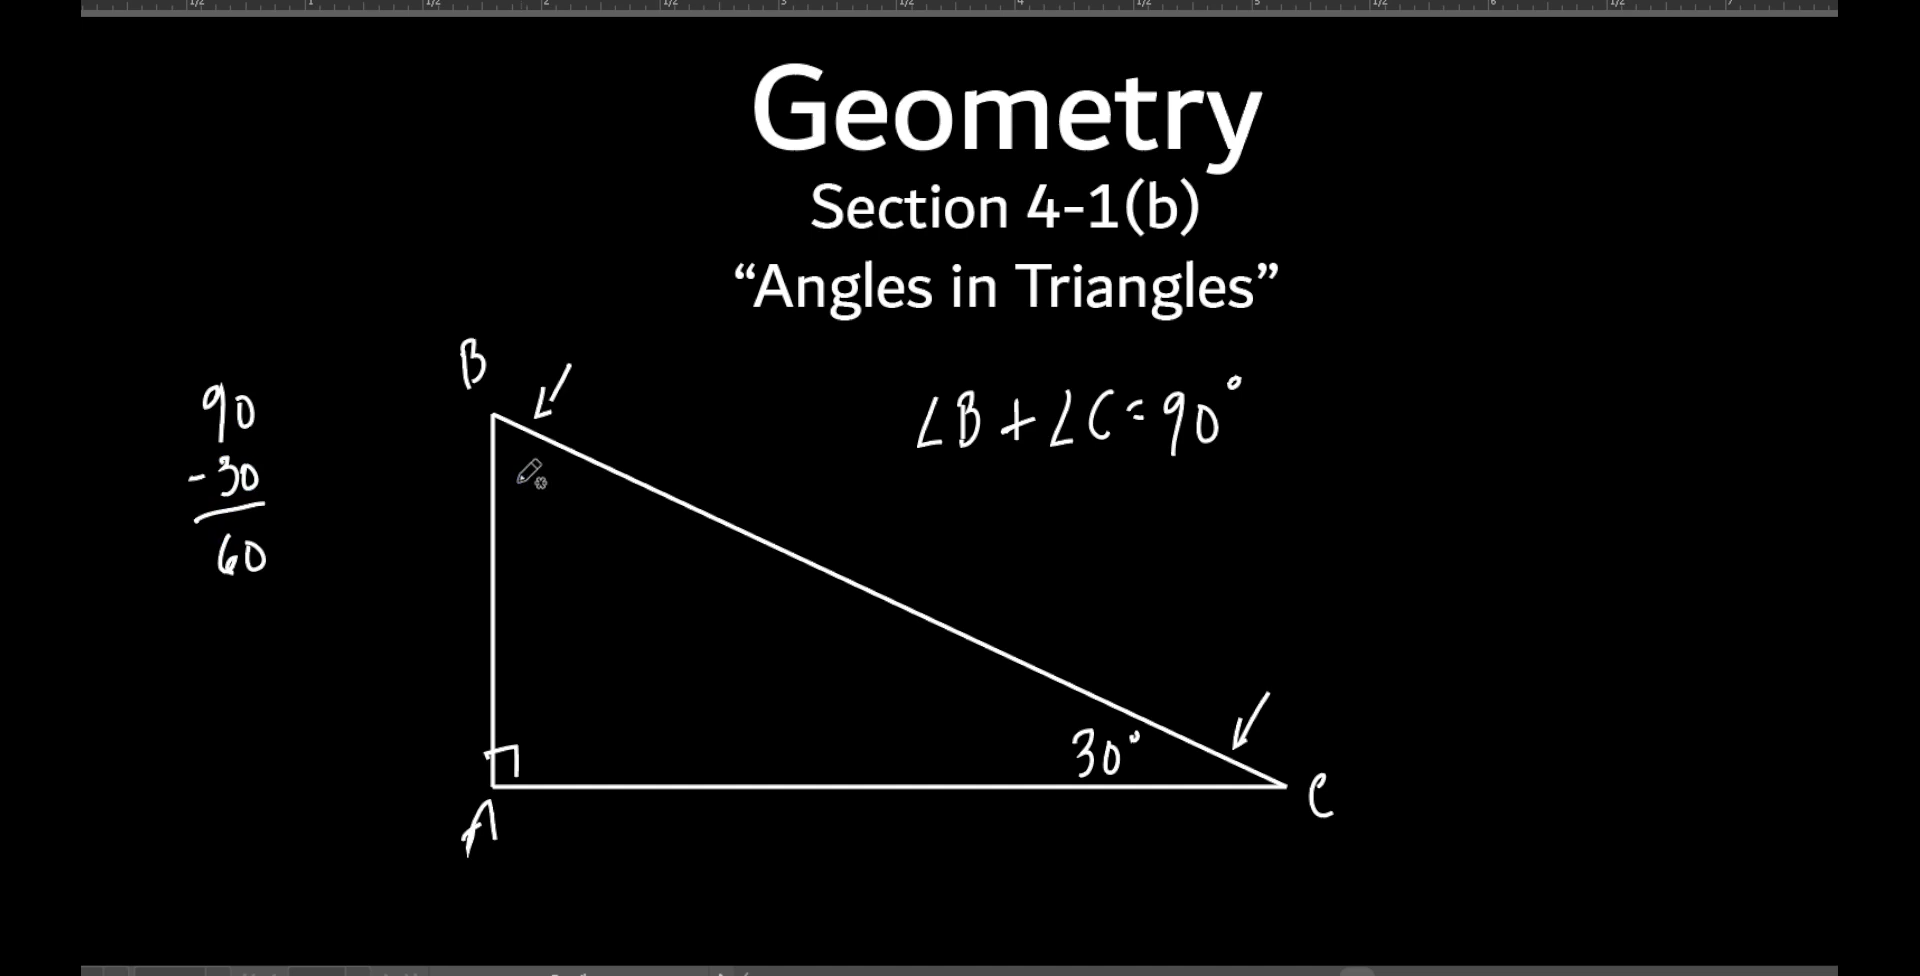 Geometry
Section 4-1(b)
“Angles in Triangles”
B
90
-30
60
∠B+∠C=90°
30°
A
C